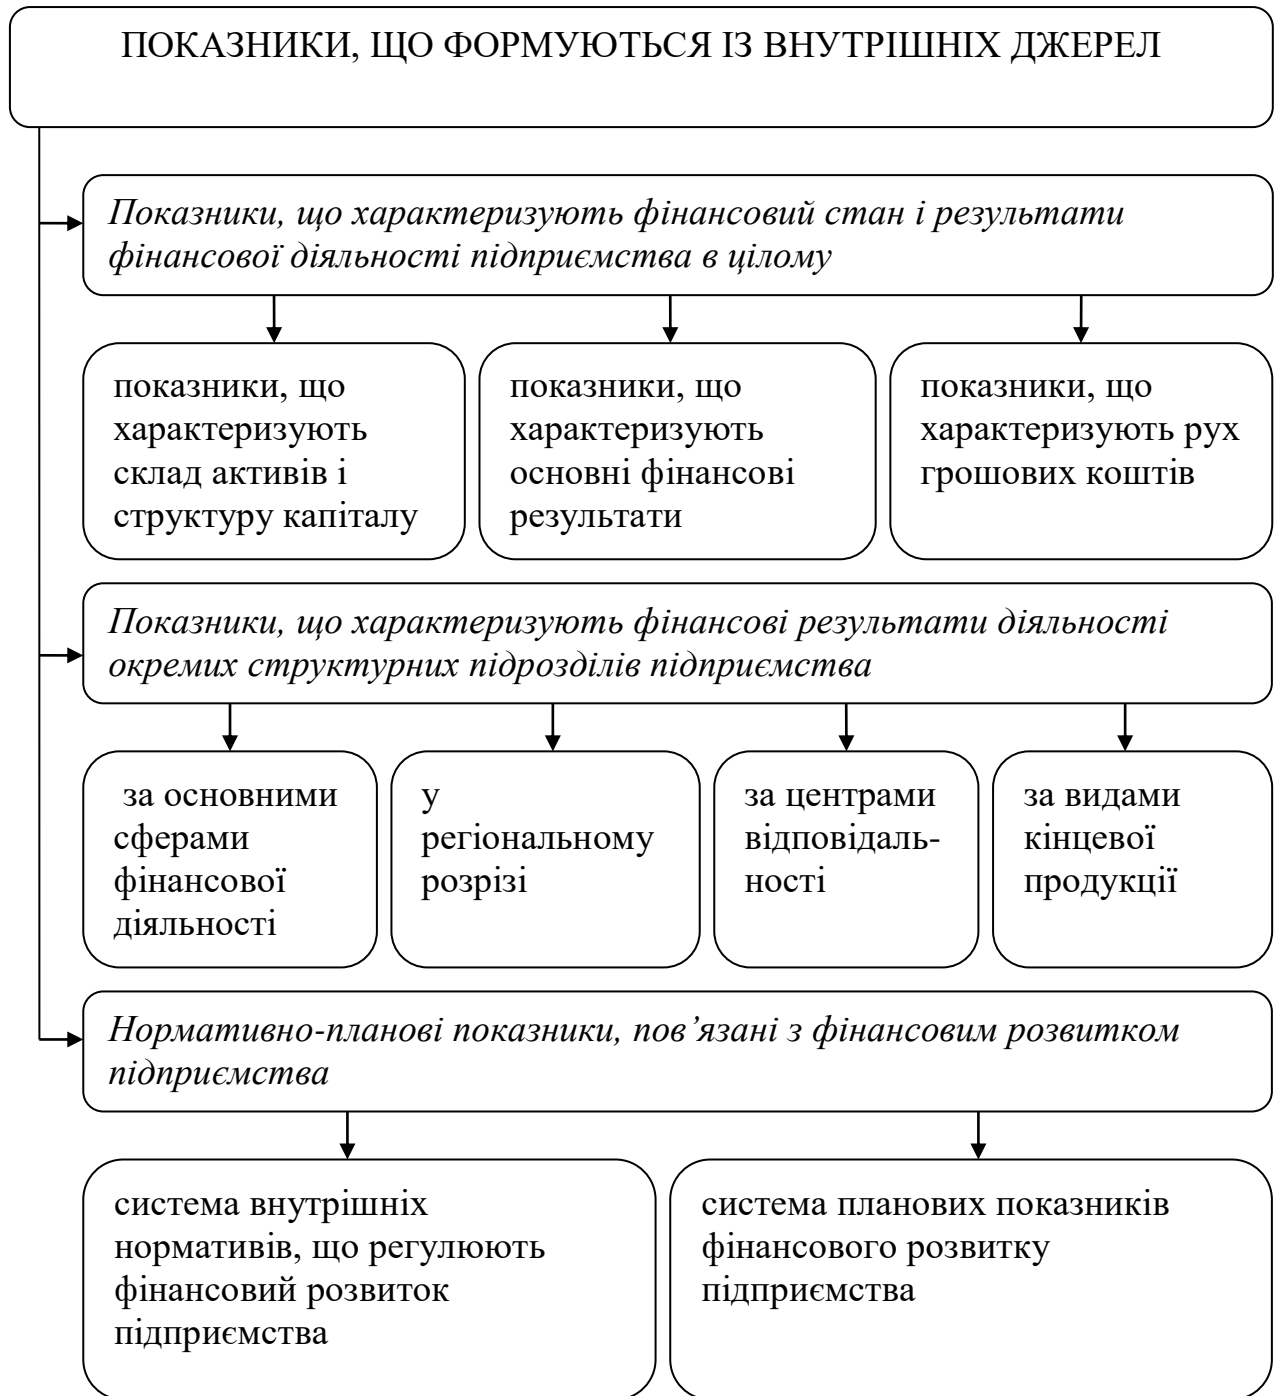 ПОКАЗНИКИ, ЩО ФОРМУЮТЬСЯ ІЗ ВНУТРІШНІХ ДЖЕРЕЛ
Показники, що характеризують фінансовий стан і результати
фінансової діяльності підприємства в цілому
показники, що
характеризують
склад активів і
структуру капіталу
показники, що
характеризують
основні фінансові
результати
показники, що
характеризують рух
грошових коштів
Показники, що характеризують фінансові результати діяльності
окремих структурних підрозділів підприємства
за основними
сферами
фінансової
діяльності
у
регіональному
розрізі
за центрами
відповідаль-
ності
за видами
кінцевої
продукції
Нормативно-планові показники, пов’язані з фінансовим розвитком
підприємства
система внутрішніх
нормативів, що регулюють
фінансовий розвиток
підприємства
система планових показників
фінансового розвитку
підприємства